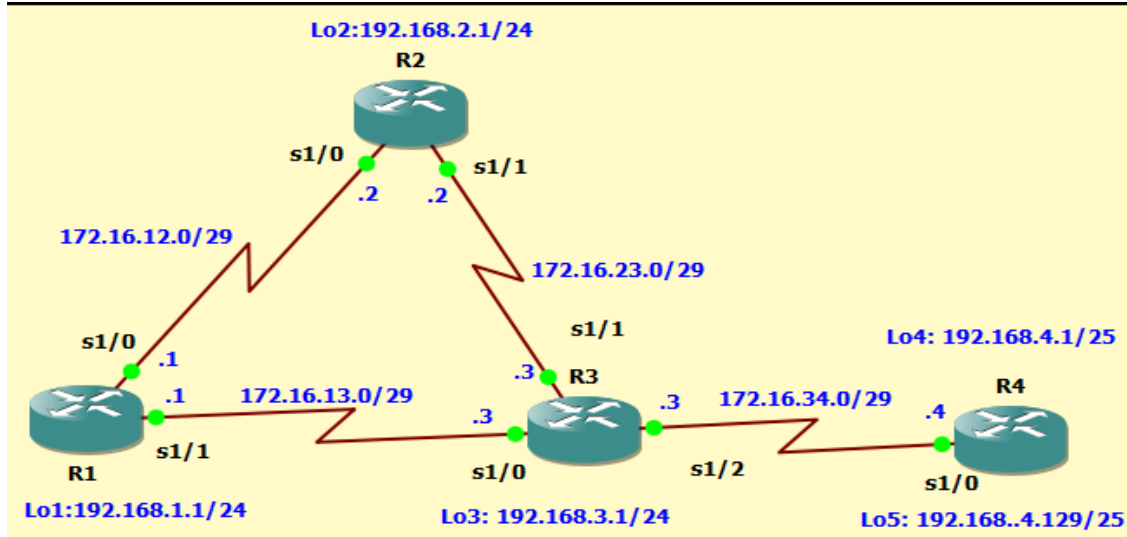 Lo2:192.168.2.1/24
R2
s1/0
s1/1
.2
.2
172.16.12.0/29
172.16.23.0/29
s1/0
.1
s1/1
.3
R3
Lo4: 192.168.4.1/25
.1
172.16.13.0/29
.3
.3
172.16.34.0/29
.4
R4
R1
s1/1
s1/0
s1/2
s1/0
Lo1:192.168.1.1/24
Lo3: 192.168.3.1/24
Lo5: 192.168..4.129/25